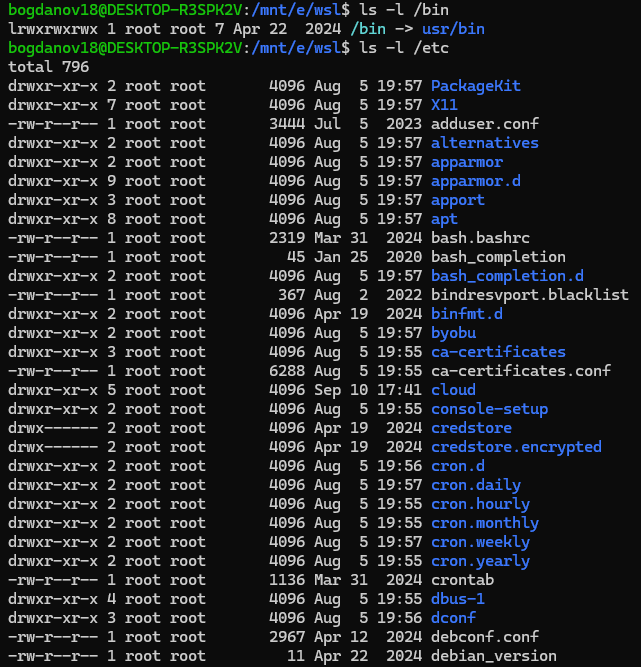 bogdanov18@DESKTOP-R3SPK2V:/mnt/e/wsl$ ls -l /bin
lrwxrwxrwx 1 root root 7 Apr 22  2024 /bin -> usr/bin
bogdanov18@DESKTOP-R3SPK2V:/mnt/e/wsl$ ls -l /etc
total 796
drwxr-xr-x 2 root root       4096 Aug  5 19:57 PackageKit
drwxr-xr-x 7 root root       4096 Aug  5 19:57 X11
-rw-r--r-- 1 root root       3444 Jul  5  2023 adduser.conf
drwxr-xr-x 2 root root       4096 Aug  5 19:57 alternatives
drwxr-xr-x 2 root root       4096 Aug  5 19:57 apparmor
drwxr-xr-x 9 root root       4096 Aug  5 19:57 apparmor.d
drwxr-xr-x 3 root root       4096 Aug  5 19:57 apport
drwxr-xr-x 8 root root       4096 Aug  5 19:57 apt
-rw-r--r-- 1 root root       2319 Mar 31  2024 bash.bashrc
-rw-r--r-- 1 root root         45 Jan 25  2020 bash_completion
drwxr-xr-x 2 root root       4096 Aug  5 19:57 bash_completion.d
-rw-r--r-- 1 root root        367 Aug  2  2022 bindresvport.blacklist
drwxr-xr-x 2 root root       4096 Apr 19  2024 binfmt.d
drwxr-xr-x 2 root root       4096 Aug  5 19:57 byobu
drwxr-xr-x 3 root root       4096 Aug  5 19:55 ca-certificates
-rw-r--r-- 1 root root       6288 Aug  5 19:55 ca-certificates.conf
drwxr-xr-x 5 root root       4096 Sep 10 17:41 cloud
drwxr-xr-x 2 root root       4096 Aug  5 19:55 console-setup
drwx------ 2 root root       4096 Apr 19  2024 credstore
drwx------ 2 root root       4096 Apr 19  2024 credstore.encrypted
drwxr-xr-x 2 root root       4096 Aug  5 19:56 cron.d
drwxr-xr-x 2 root root       4096 Aug  5 19:57 cron.daily
drwxr-xr-x 2 root root       4096 Aug  5 19:55 cron.hourly
drwxr-xr-x 2 root root       4096 Aug  5 19:55 cron.monthly
drwxr-xr-x 2 root root       4096 Aug  5 19:55 cron.weekly
drwxr-xr-x 2 root root       4096 Aug  5 19:55 cron.yearly
-rw-r--r-- 1 root root       1136 Mar 31  2024 crontab
drwxr-xr-x 4 root root       4096 Aug  5 19:55 dbus-1
drwxr-xr-x 3 root root       4096 Aug  5 19:56 dconf
-rw-r--r-- 1 root root       2967 Apr 12  2024 debconf.conf
-rw-r--r-- 1 root root         11 Apr 22  2024 debian_version